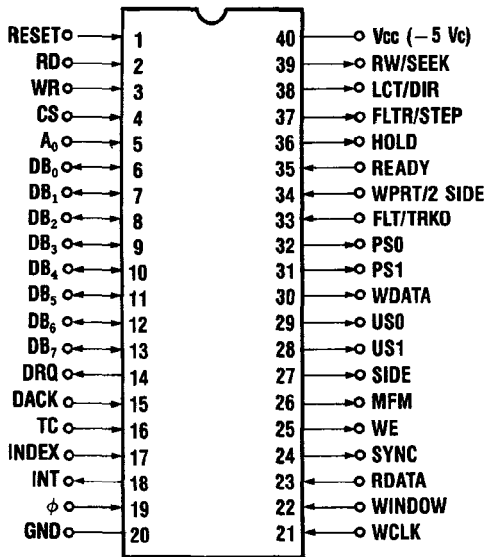 RESET 1 40 Vcc (−5 Vc)
RD 2 39 RW/SEEK
WR 3 38 LCT/DIR
CS 4 37 FLTR/STEP
A₀ 5 36 HOLD
DB₀ 6 35 READY
DB₁ 7 34 WPRT/2 SIDE
DB₂ 8 33 FLT/TRKO
DB₃ 9 32 PS0
DB₄ 10 31 PS1
DB₅ 11 30 WDATA
DB₆ 12 29 US0
DB₇ 13 28 US1
DRQ 14 27 SIDE
DACK 15 26 MFM
TC 16 25 WE
INDEX 17 24 SYNC
INT 18 23 RDATA
ϕ 19 22 WINDOW
GND 20 21 WCLK